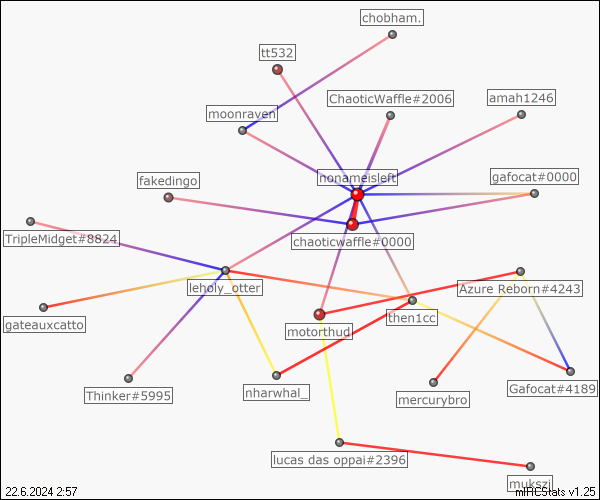 chobham.
tt532
ChaoticWaffle#2006
amah1246
moonraven
nonameisleft
gafocat#0000
fakedingo
TripleMidget#8824
chaoticwaffle#0000
leholy_otter
Azure Reborn#4243
gateauxcatto
motorthud
then1cc
Thinker#5995
nharwhal_
mercurybro
Gafocat#4189
lucas das oppai#2396
mukszi
22.6.2024 2:57
mIRCStats v1.25